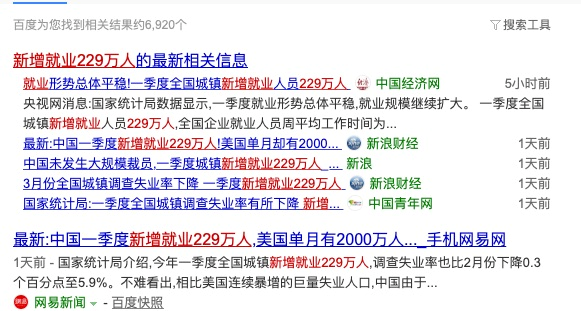 百度为您找到相关结果约6,920个 搜索工具
新增就业229万人的最新相关信息
就业形势总体平稳!一季度全国城镇新增就业人员229万人 中国经济网 5小时前
央视网消息:国家统计局数据显示,一季度就业形势总体平稳,就业规模继续扩大。 一季度全国
城镇新增就业人员229万人,全国企业就业人员周平均工作时间为...
最新:中国一季度新增就业229万人!美国单月却有2000... 新浪财经 1天前
中国未发生大规模裁员,一季度城镇新增就业229万人_... 新浪 1天前
3月份全国城镇调查失业率下降 一季度新增就业229万人 新浪财经 1天前
国家统计局:一季度全国城镇调查失业率有所下降 新增... 中国青年网 1天前
最新:中国一季度新增就业229万人,美国单月有2000万人..._手机网易网
1天前 - 国家统计局介绍,今年一季度全国城镇新增就业229万人,调查失业率也比2月份下降0.3
个百分点至5.9%。不难看出,相比美国连续暴增的巨量失业人口,中国由于...
网易 网易新闻 - 百度快照